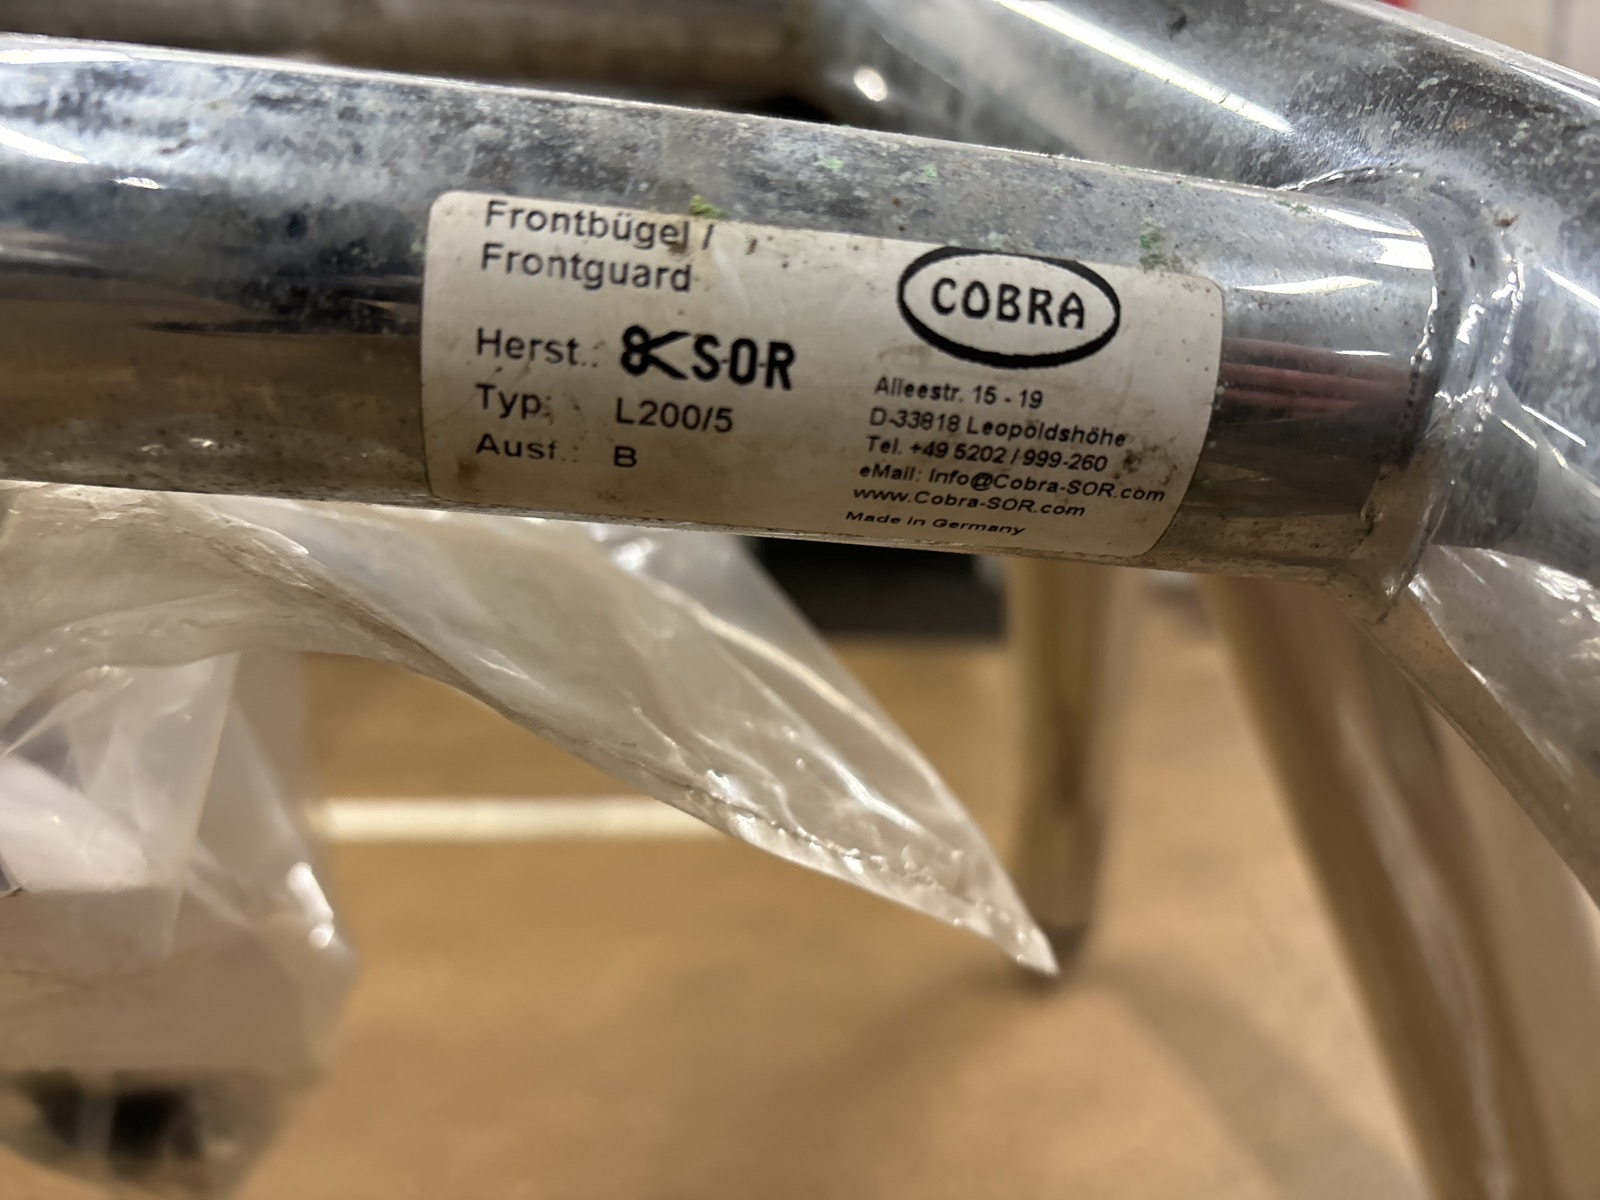 Frontbügel /
Frontguard
Herst.: S·O·R
Typ: L200/5
Ausf.: B
COBRA
Alleestr. 15 - 19
D-33818 Leopoldshöhe
Tel. +49 5202 / 999-260
eMail: Info@Cobra-SOR.com
www.Cobra-SOR.com
Made in Germany